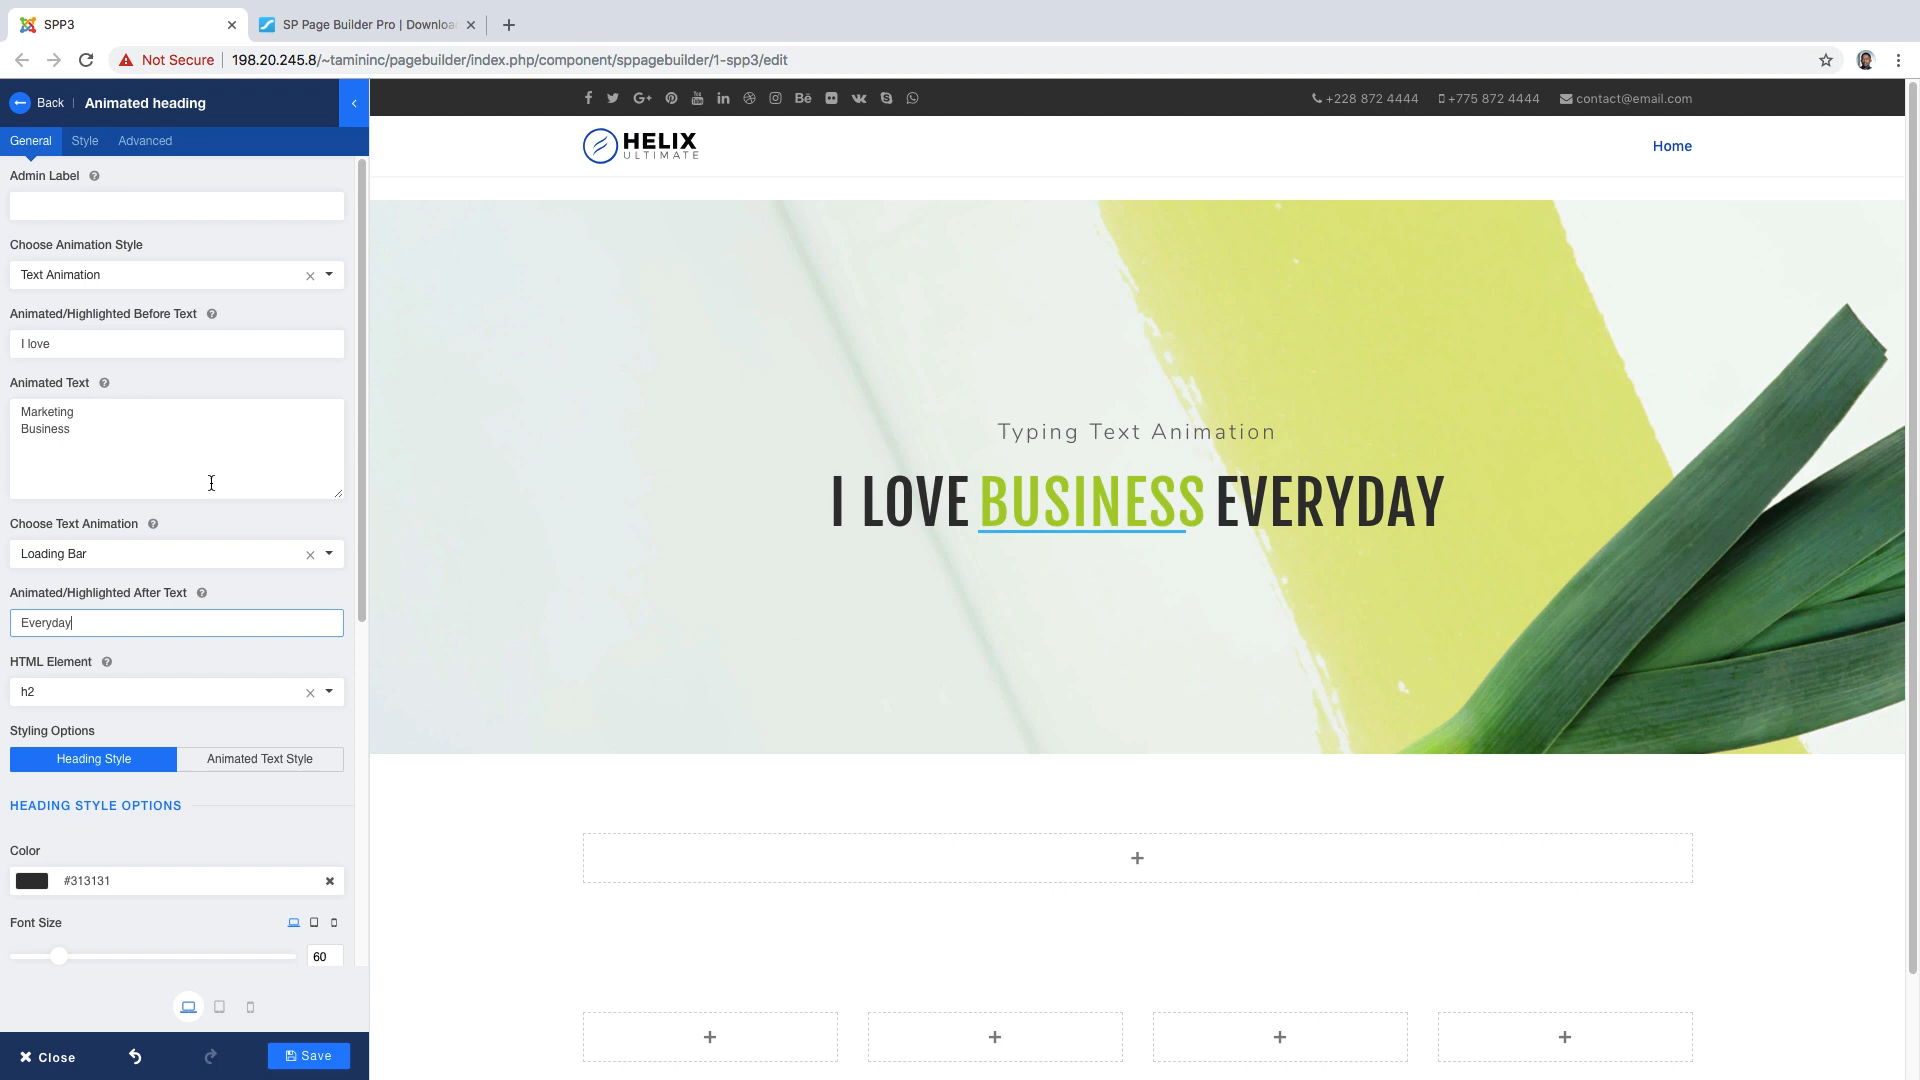 SPP3
SP Page Builder Pro | Downloa
Not Secure
198.20.245.8/~tamininc/pagebuilder/index.php/component/sppagebuilder/1-spp3/edit
Back
Animated heading
General
Style
Advanced
Admin Label
Choose Animation Style
Text Animation
Animated/Highlighted Before Text
I love
Animated Text
Marketing
Business
Choose Text Animation
Loading Bar
Animated/Highlighted After Text
Everyday
HTML Element
h2
Styling Options
Heading Style
Animated Text Style
HEADING STYLE OPTIONS
Color
#313131
Font Size
60
Close
Save
+228 872 4444
+775 872 4444
contact@email.com
HELIX
ULTIMATE
Home
Typing Text Animation
I LOVE BUSINESS EVERYDAY